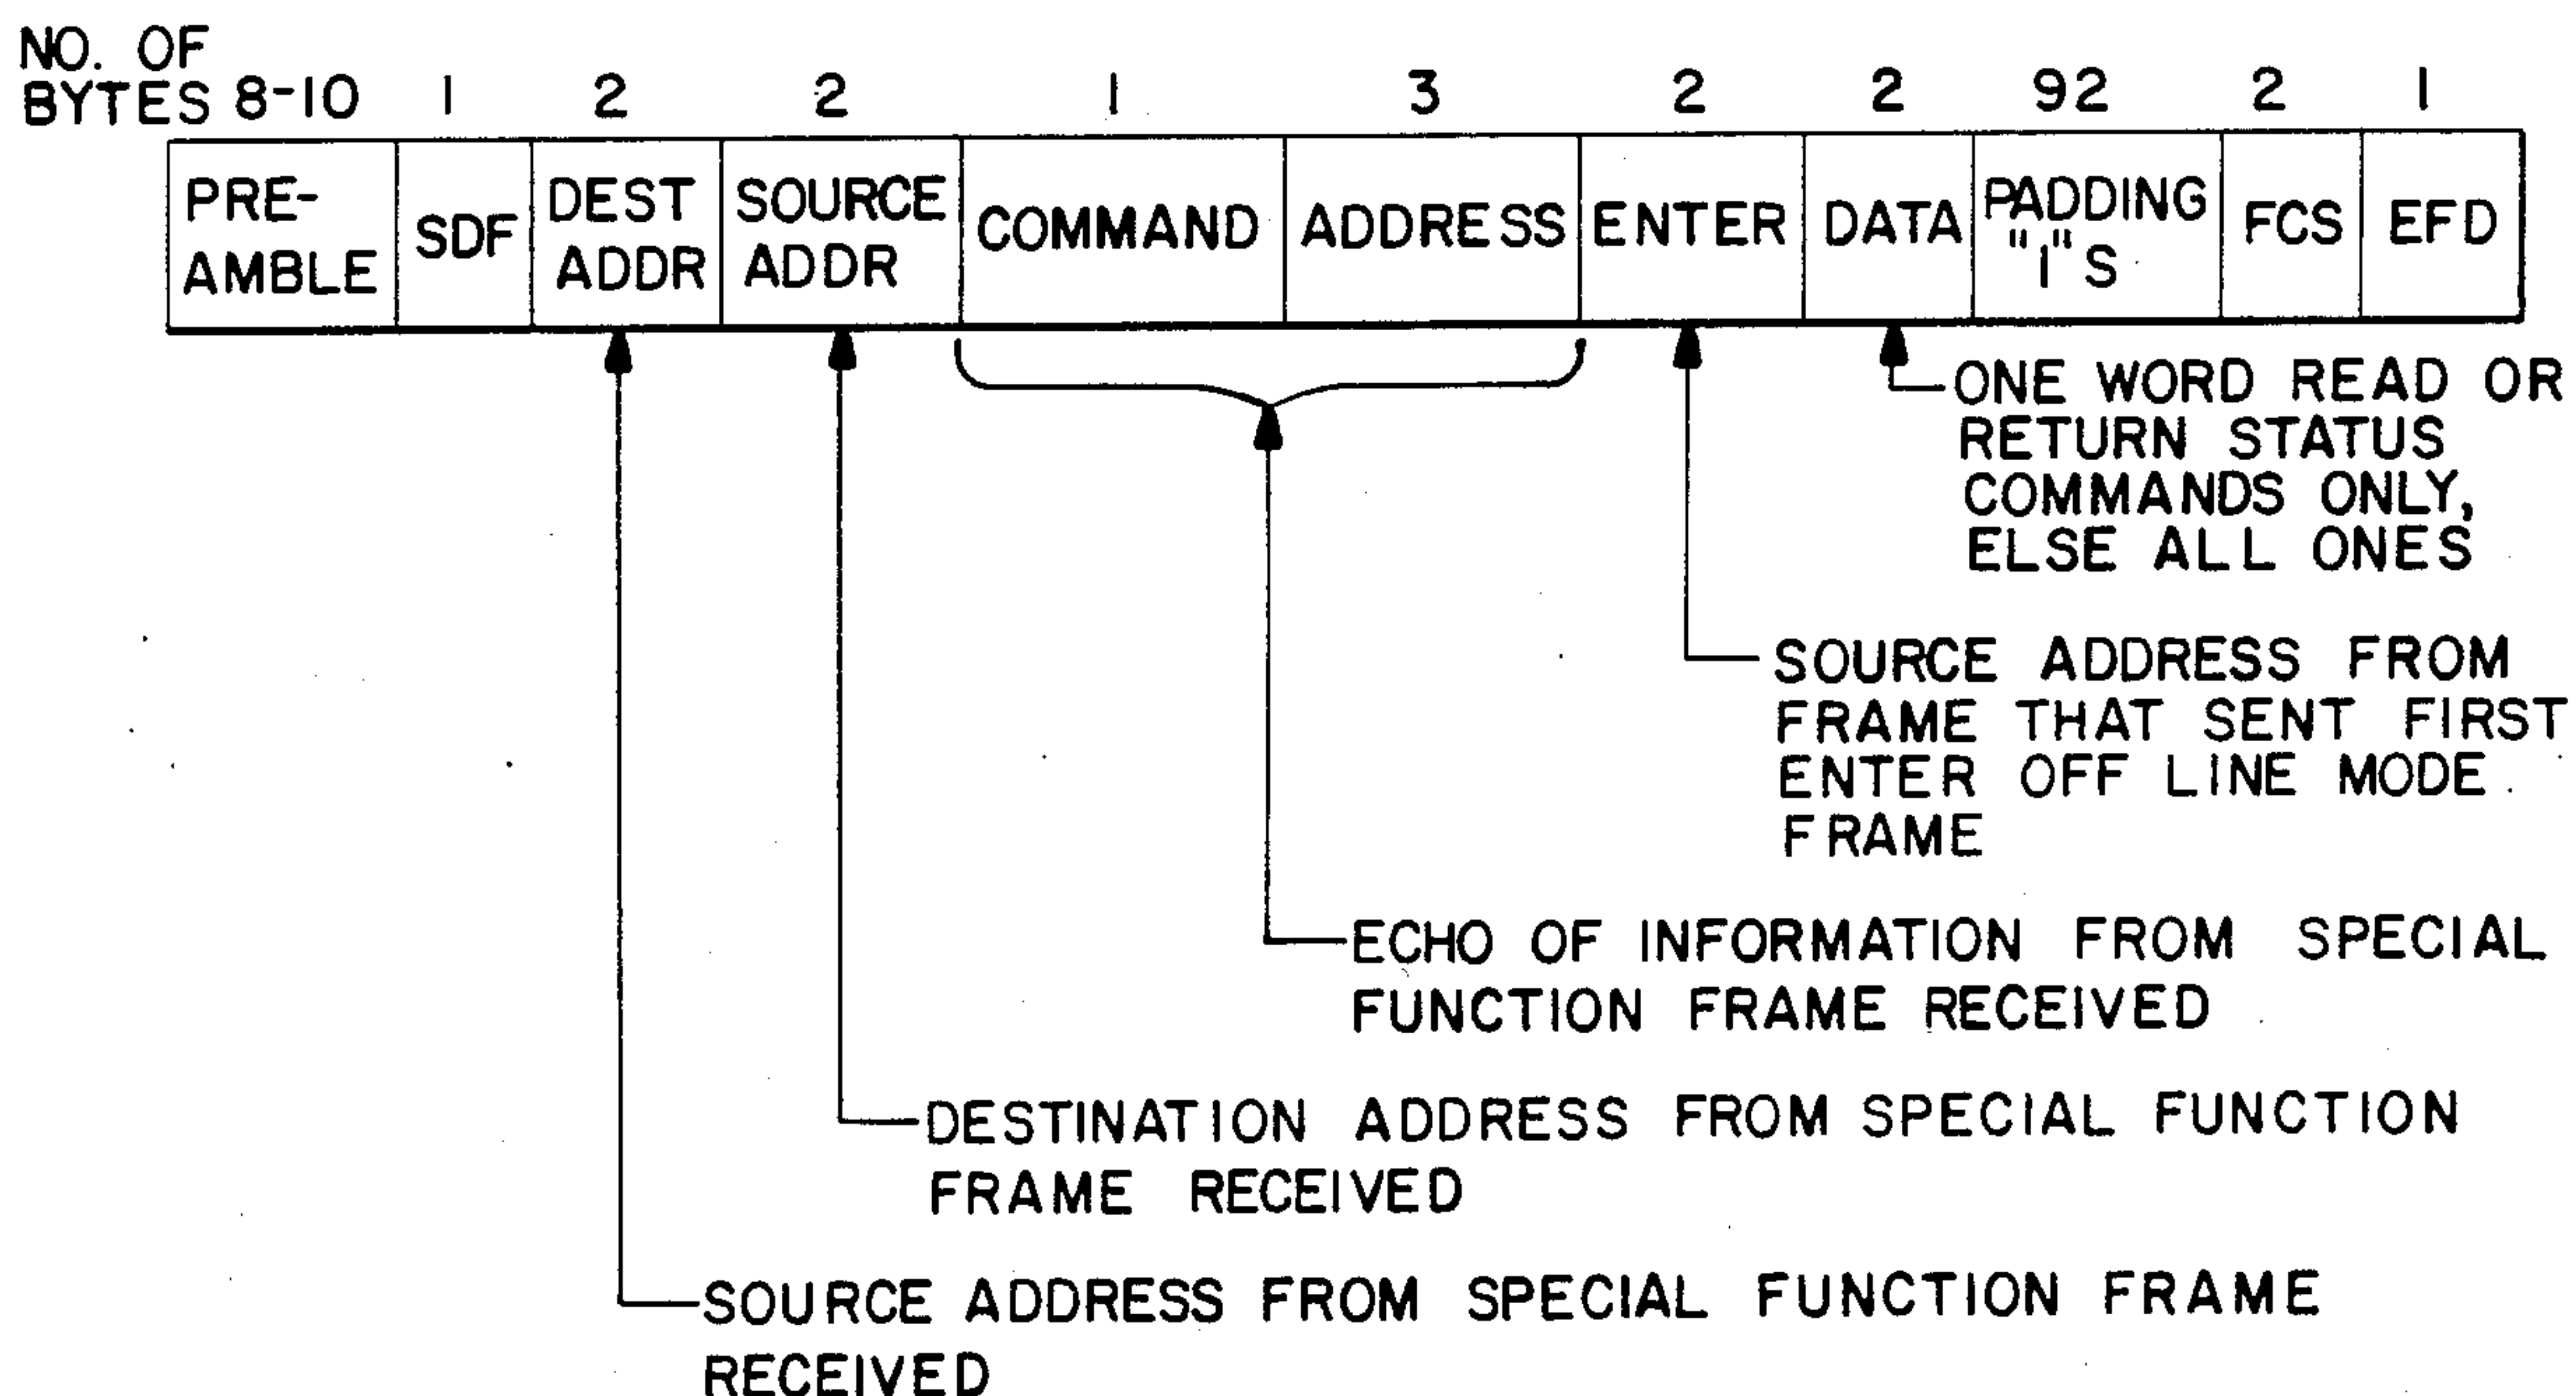 NO. OF
BYTES 8-10 1 2 2 1 3 2 2 92 2 1
PRE-
AMBLE
SDF
DEST
ADDR
SOURCE
ADDR
COMMAND
ADDRESS
ENTER
DATA
PADDING
"1"S
FCS
EFD
ONE WORD READ OR
RETURN STATUS
COMMANDS ONLY,
ELSE ALL ONES
SOURCE ADDRESS FROM
FRAME THAT SENT FIRST
ENTER OFF LINE MODE
FRAME
ECHO OF INFORMATION FROM SPECIAL
FUNCTION FRAME RECEIVED
DESTINATION ADDRESS FROM SPECIAL FUNCTION
FRAME RECEIVED
SOURCE ADDRESS FROM SPECIAL FUNCTION FRAME
RECEIVED